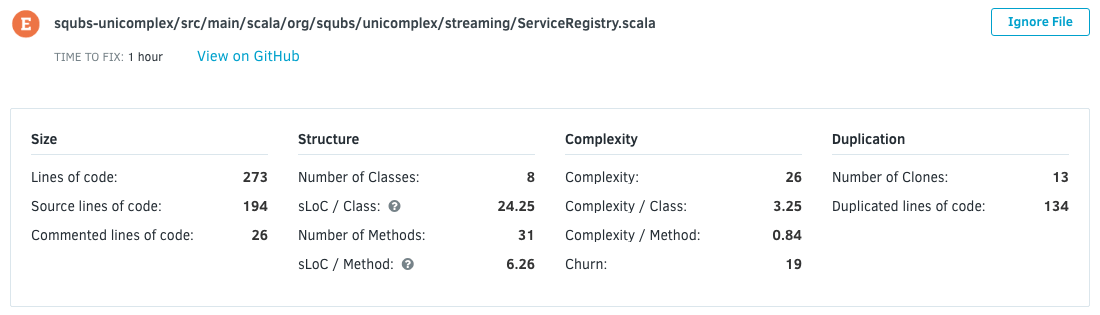 E squbs-unicomplex/src/main/scala/org/squbs/unicomplex/streaming/ServiceRegistry.scala Ignore File
TIME TO FIX: 1 hour View on GitHub
Size Structure Complexity Duplication
Lines of code: 273 Number of Classes: 8 Complexity: 26 Number of Clones: 13
Source lines of code: 194 sLoC / Class: ? 24.25 Complexity / Class: 3.25 Duplicated lines of code: 134
Commented lines of code: 26 Number of Methods: 31 Complexity / Method: 0.84
sLoC / Method: ? 6.26 Churn: 19